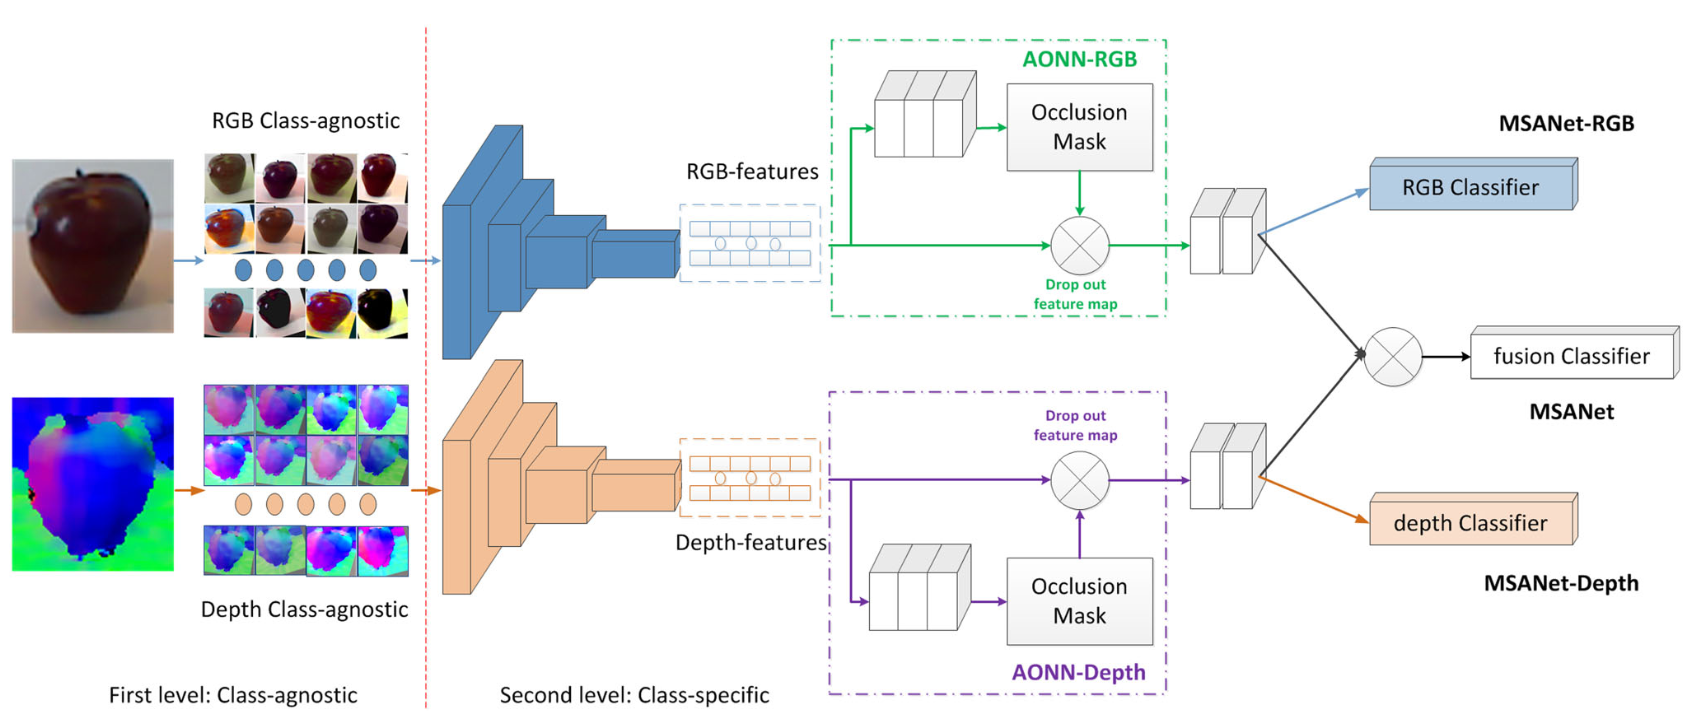 AONN-RGB
RGB Class-agnostic
Occlusion
Mask
MSANet-RGB
RGB-features
RGB Classifier
Drop out
feature map
fusion Classifier
MSANet
Drop out
feature map
depth Classifier
Depth-features
Occlusion
Mask
MSANet-Depth
Depth Class-agnostic
AONN-Depth
First level: Class-agnostic
Second level: Class-specific